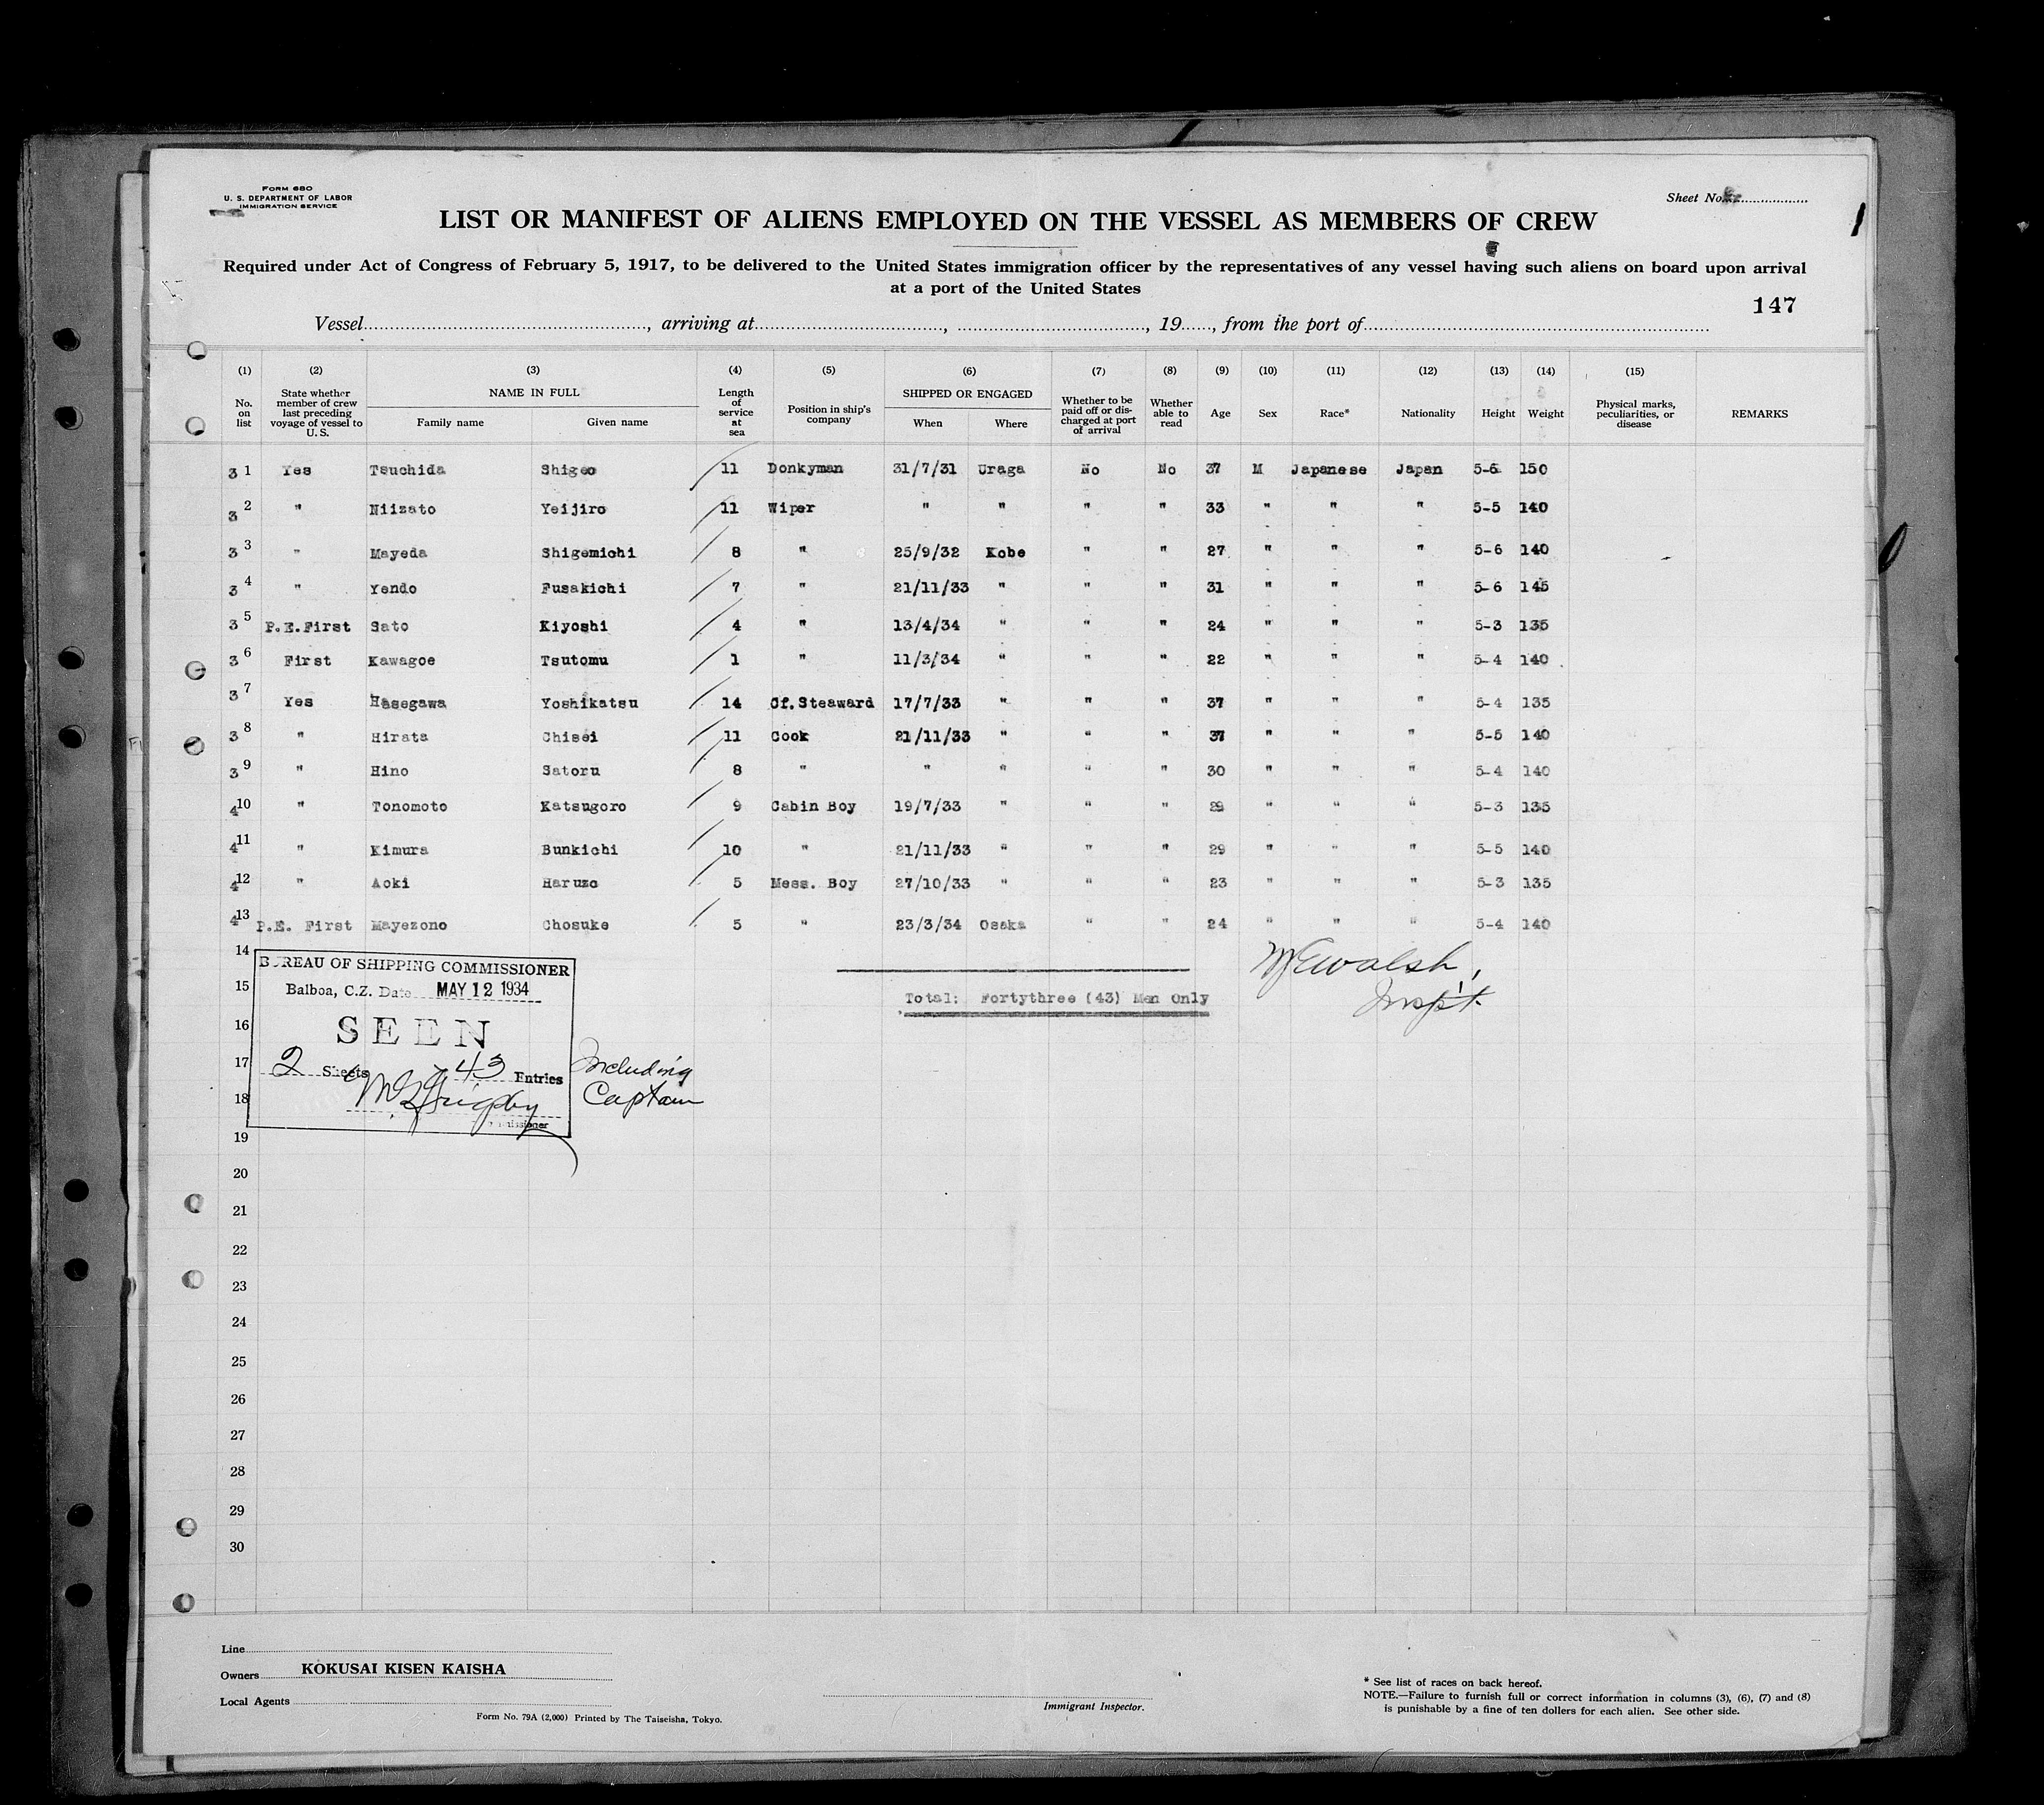 FORM 680
U. S. DEPARTMENT OF LABOR
IMMIGRATION SERVICE
Sheet No.
LIST OR MANIFEST OF ALIENS EMPLOYED ON THE VESSEL AS MEMBERS OF CREW
Required under Act of Congress of February 5, 1917, to be delivered to the United States immigration officer by the representatives of any vessel having such aliens on board upon arrival
at a port of the United States
147
Vessel, arriving at, , 19, from the port of
(1) (2) (3) (4) (5) (6) (7) (8) (9) (10) (11) (12) (13) (14) (15)
No. on list State whether member of crew last preceding voyage of vessel to U. S. NAME IN FULL Family name Given name Length of service at sea Position in ship's company SHIPPED OR ENGAGED When Where Whether to be paid off or discharged at port of arrival Whether able to read Age Sex Race* Nationality Height Weight Physical marks, peculiarities, or disease REMARKS
31 Yes Tsuchida Shigeo 11 Donkyman 31/7/31 Uraga No No 37 M Japanese Japan 5-6 150
32 " Niizato Yeijiro 11 Wiper " " " " 33 " " " 5-5 140
33 " Mayeda Shigemichi 8 " 25/9/32 Kobe " " 27 " " " 5-6 140
34 " Yendo Fusakichi 7 " 21/11/33 " " " 31 " " " 5-6 145
35 P.E.First Sato Kiyoshi 4 " 13/4/34 " " " 24 " " " 5-3 135
36 First Kawagoe Tsutomu 1 " 11/3/34 " " " 22 " " " 5-4 140
37 Yes Hasegawa Yoshikatsu 14 Cf.Steaward 17/7/33 " " " 37 " " " 5-4 135
38 " Hirata Chisei 11 Cook 21/11/33 " " " 37 " " " 5-5 140
39 " Hino Satoru 8 " " " " " 30 " " " 5-4 140
410 " Tonomoto Katsugoro 9 Cabin Boy 19/7/33 " " " 29 " " " 5-3 135
411 " Kimura Bunkichi 10 " 21/11/33 " " " 29 " " " 5-5 140
412 " Aoki Haruzo 5 Mess. Boy 27/10/33 " " " 23 " " " 5-3 135
413 P.E. First Mayezono Chosuke 5 " 23/3/34 Osaka " " 24 " " " 5-4 140
14
BUREAU OF SHIPPING COMMISSIONER
15
Balboa, C.Z. Date MAY 12 1934
Total: Fortythree (43) Men Only
Walsh,
Insp't.
16
SEEN
17
2 Sheets 43 Entries
Including
Captain
18
19
20
21
22
23
24
25
26
27
28
29
30
Line
Owners KOKUSAI KISEN KAISHA
Local Agents
Form No. 79A (2,000) Printed by The Taiseisha, Tokyo.
Immigrant Inspector.
* See list of races on back hereof.
NOTE.—Failure to furnish full or correct information in columns (3), (6), (7) and (8)
is punishable by a fine of ten dollars for each alien. See other side.